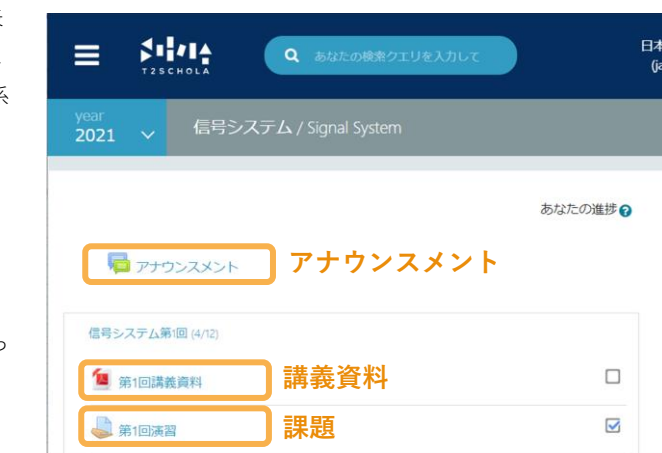 系
っ
T2SCHOLA
あなたの検索クエリを入力して
日本
(ja
year
2021
信号システム / Signal System
あなたの進捗
アナウンスメント
アナウンスメント
信号システム第1回 (4/12)
第1回講義資料
講義資料
第1回演習
課題